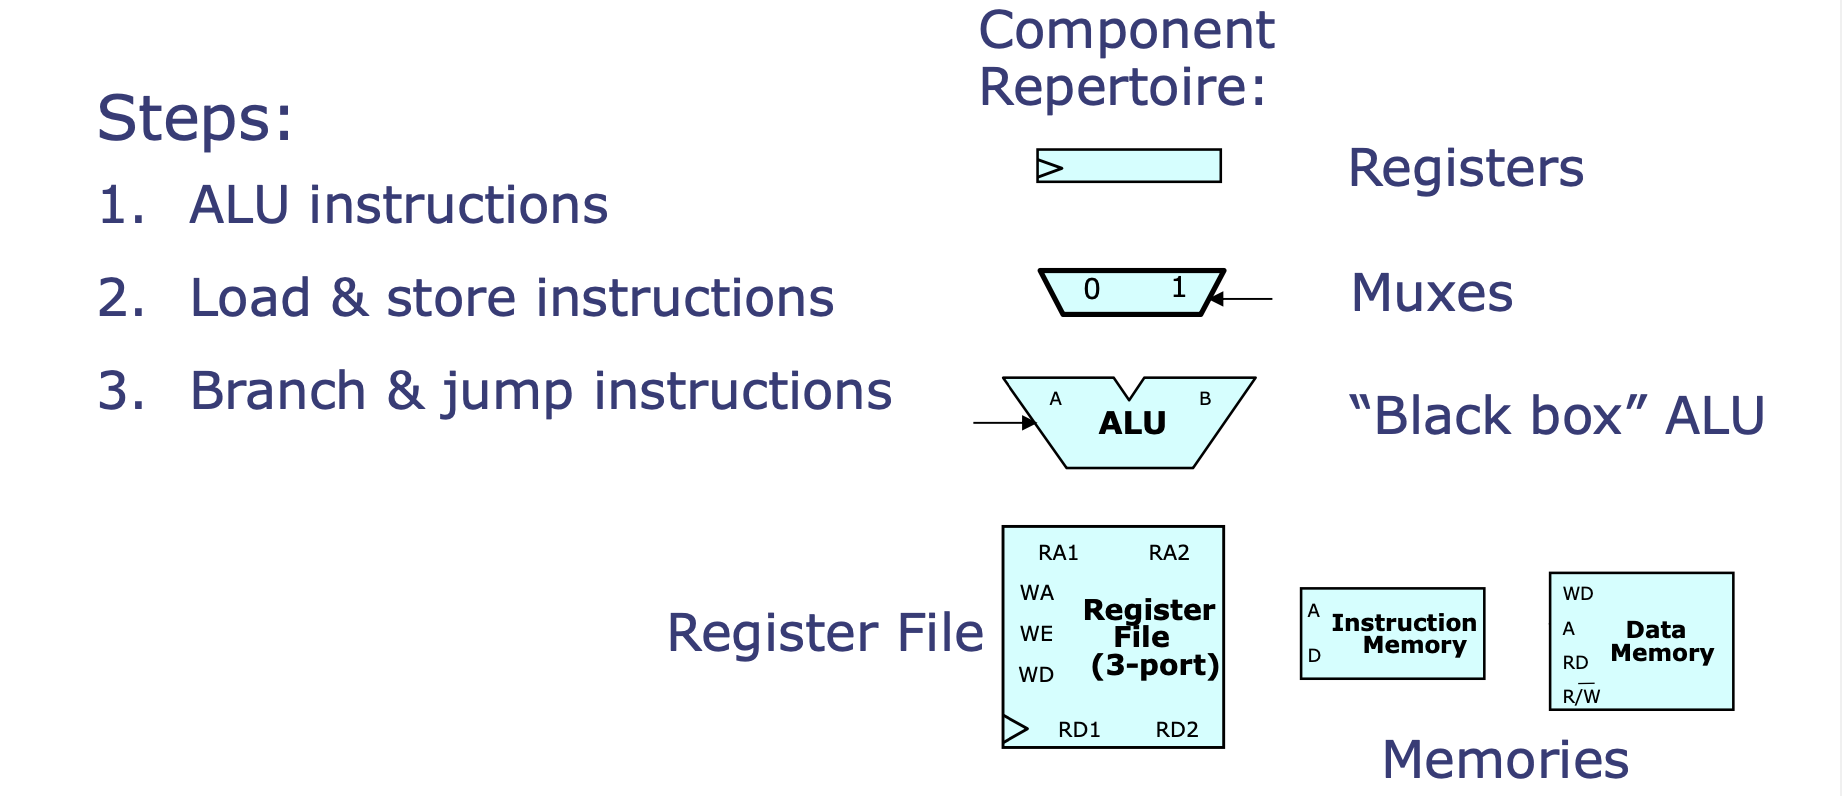 Component
Repertoire:
Steps:
1. ALU instructions
2. Load & store instructions
3. Branch & jump instructions
Registers
0 1
Muxes
A B
ALU
“Black box” ALU
Register File
RA1 RA2
WA
WE
WD
Register
File
(3-port)
RD1 RD2
A
D
Instruction
Memory
WD
A
RD
R/W̅
Data
Memory
Memories